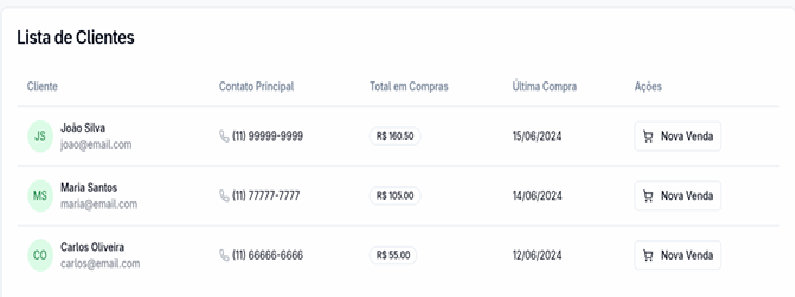 Lista de Clientes
Cliente Contato Principal Total em Compras Última Compra Ações
JS João Silva (11) 99999-9999 R$ 160.50 15/06/2024 Nova Venda
joao@email.com
MS Maria Santos (11) 77777-7777 R$ 105.00 14/06/2024 Nova Venda
maria@email.com
CO Carlos Oliveira (11) 66666-6666 R$ 55.00 12/06/2024 Nova Venda
carlos@email.com